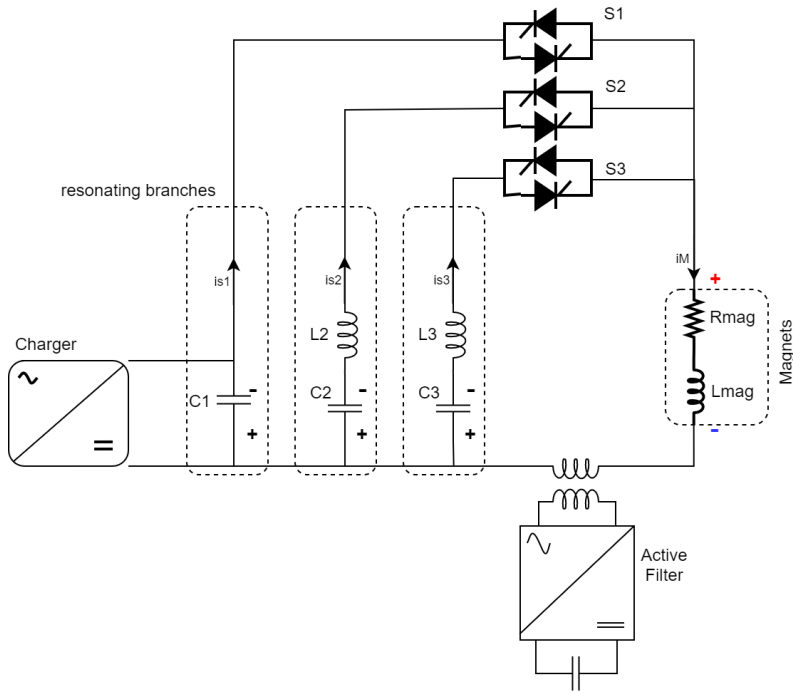 S1
S2
S3
resonating branches
is1
is2
is3
iM
+
Rmag
Lmag
Magnets
-
L2
L3
Charger
C1
-
+
C2
-
+
C3
-
+
Active
Filter